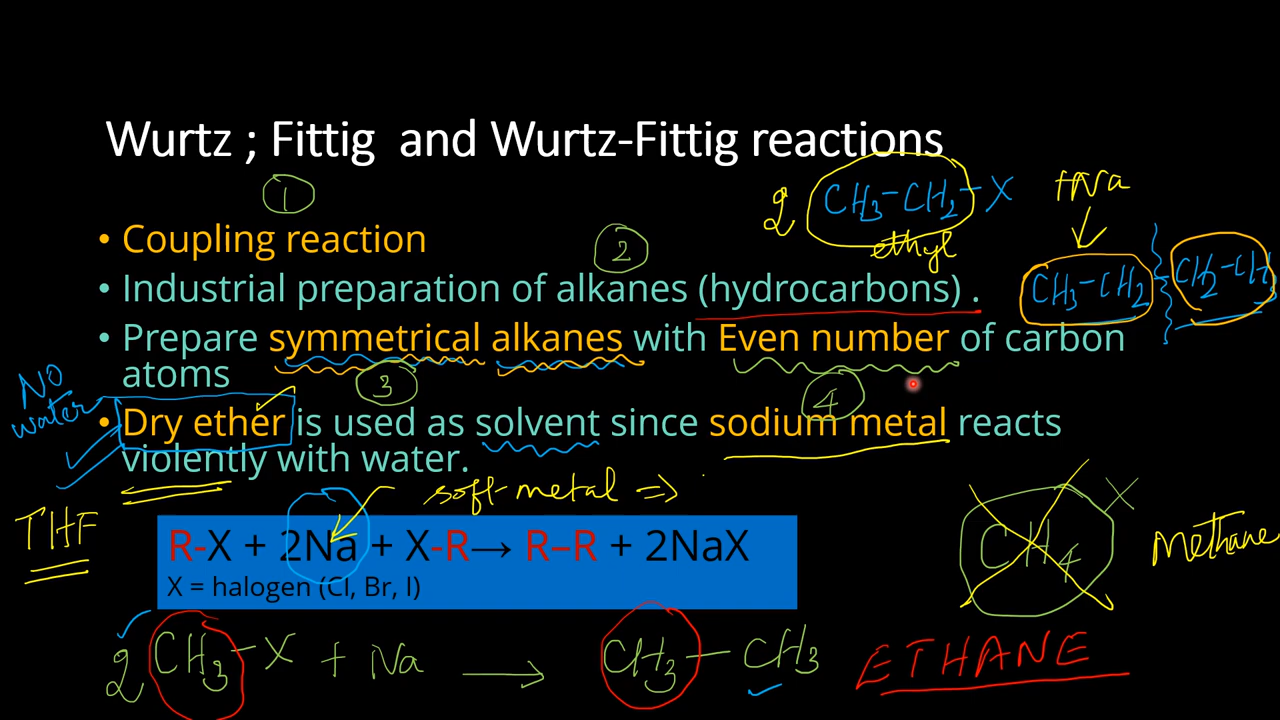 Wurtz ; Fittig and Wurtz-Fittig reactions
1
2 CH3-CH2-X +Na
ethyl
CH3-CH2 CH2-CH3
• Coupling reaction
2
• Industrial preparation of alkanes (hydrocarbons) .
• Prepare symmetrical alkanes with Even number of carbon
atoms
3
4
NO
water
• Dry ether is used as solvent since sodium metal reacts
violently with water.
soft-metal =>
THF
R-X + 2Na + X-R→ R–R + 2NaX
X = halogen (Cl, Br, I)
CH4 X
Methane
2 CH3-X + Na → CH3-CH3 ETHANE